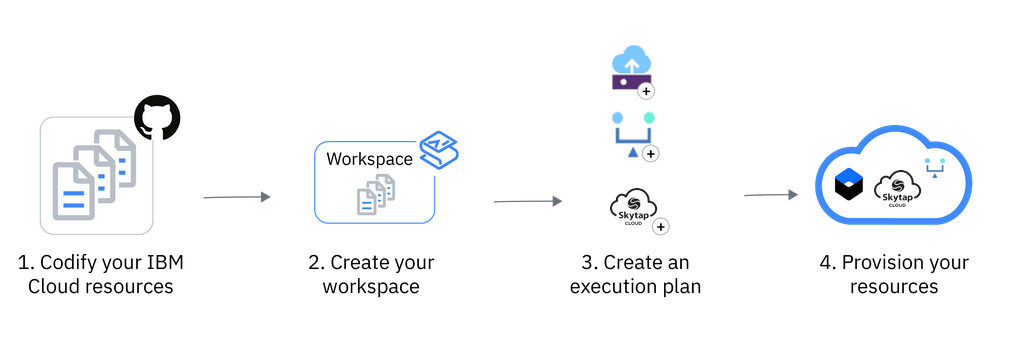 Workspace
Skytap
CLOUD
Skytap
CLOUD
1. Codify your IBM
Cloud resources
2. Create your
workspace
3. Create an
execution plan
4. Provision your
resources